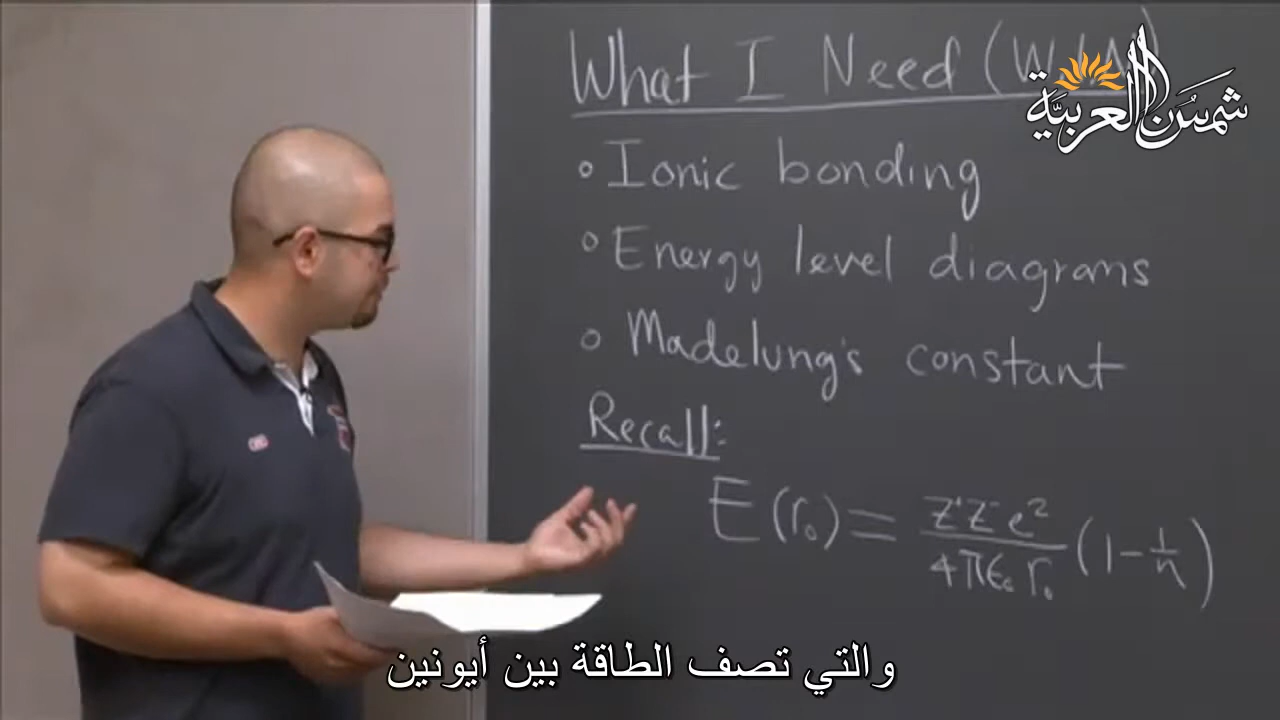 What I Need (W
شمس العربية
• Ionic bonding
• Energy level diagrams
• Madelung's constant
Recall:
E(r₀) = Z⁺Z⁻e²/4πε₀r₀ (1 - 1/n)
والتي تصف الطاقة بين أيونين